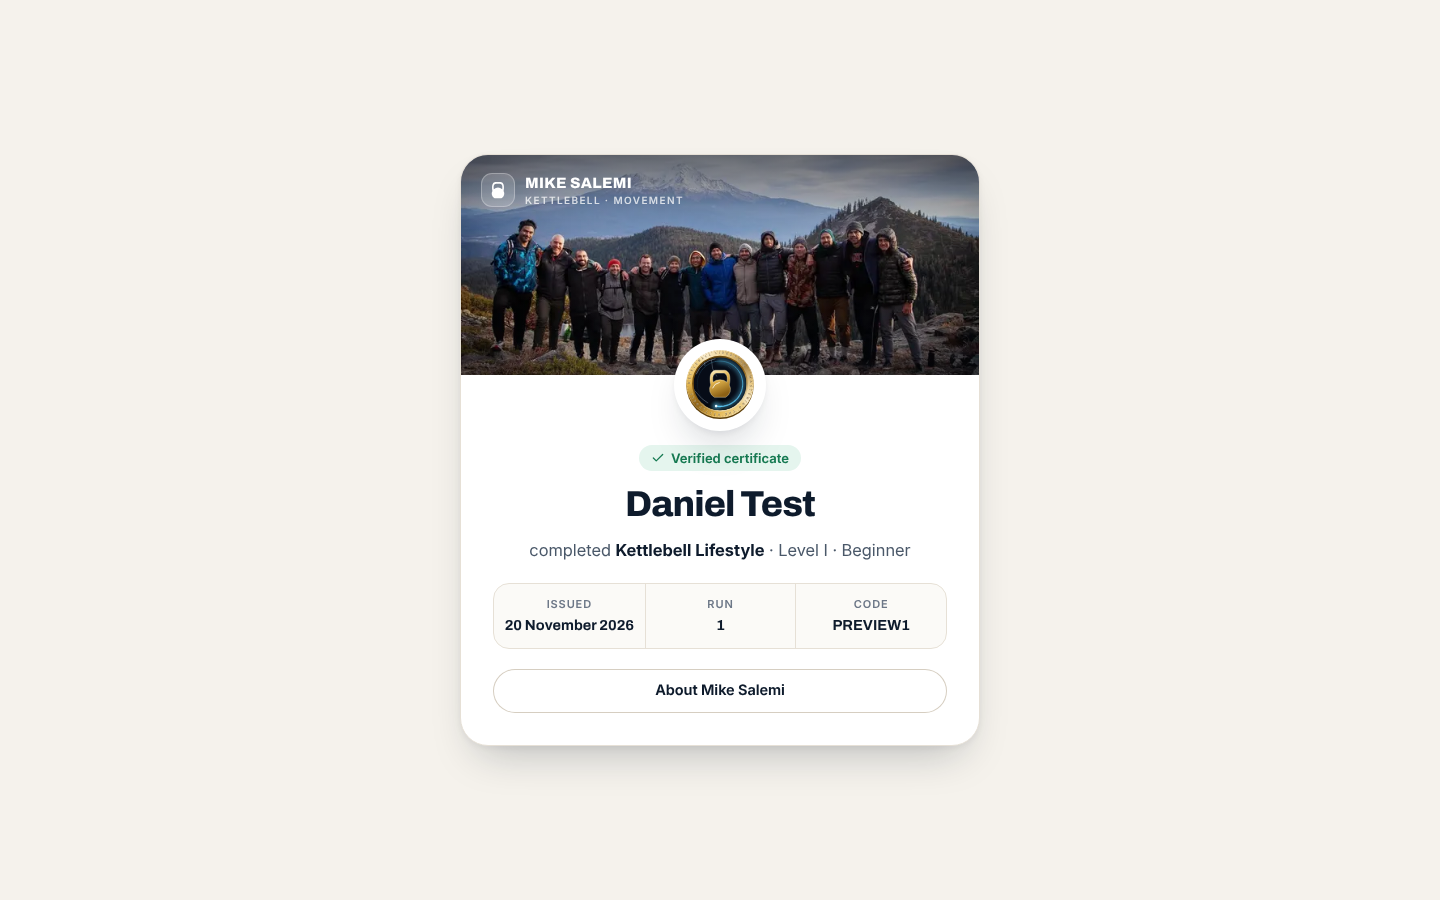 MIKE SALEMI
KETTLEBELL · MOVEMENT
Verified certificate
Daniel Test
completed Kettlebell Lifestyle · Level I · Beginner
ISSUED
20 November 2026
RUN
1
CODE
PREVIEW1
About Mike Salemi